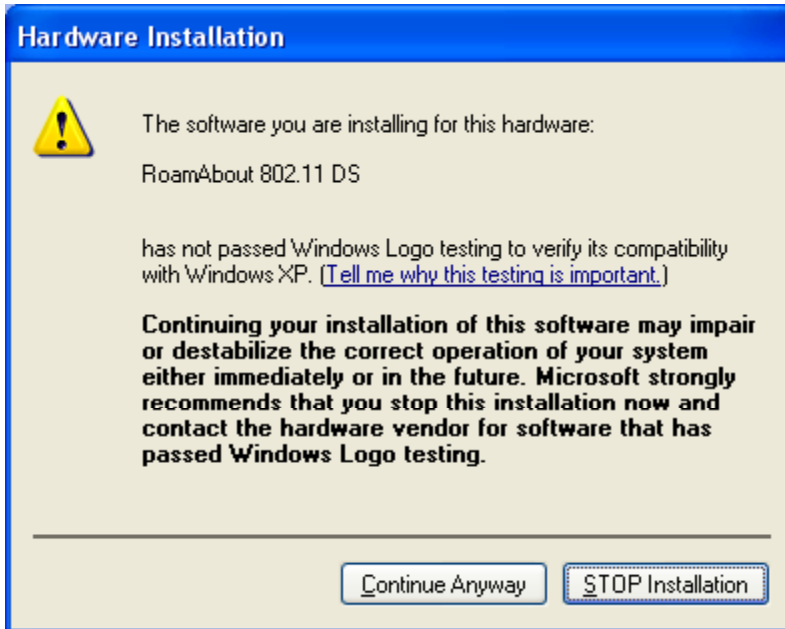 Hardware Installation
The software you are installing for this hardware:
RoamAbout 802.11 DS
has not passed Windows Logo testing to verify its compatibility
with Windows XP. (Tell me why this testing is important.)
Continuing your installation of this software may impair
or destabilize the correct operation of your system
either immediately or in the future. Microsoft strongly
recommends that you stop this installation now and
contact the hardware vendor for software that has
passed Windows Logo testing.
Continue Anyway STOP Installation